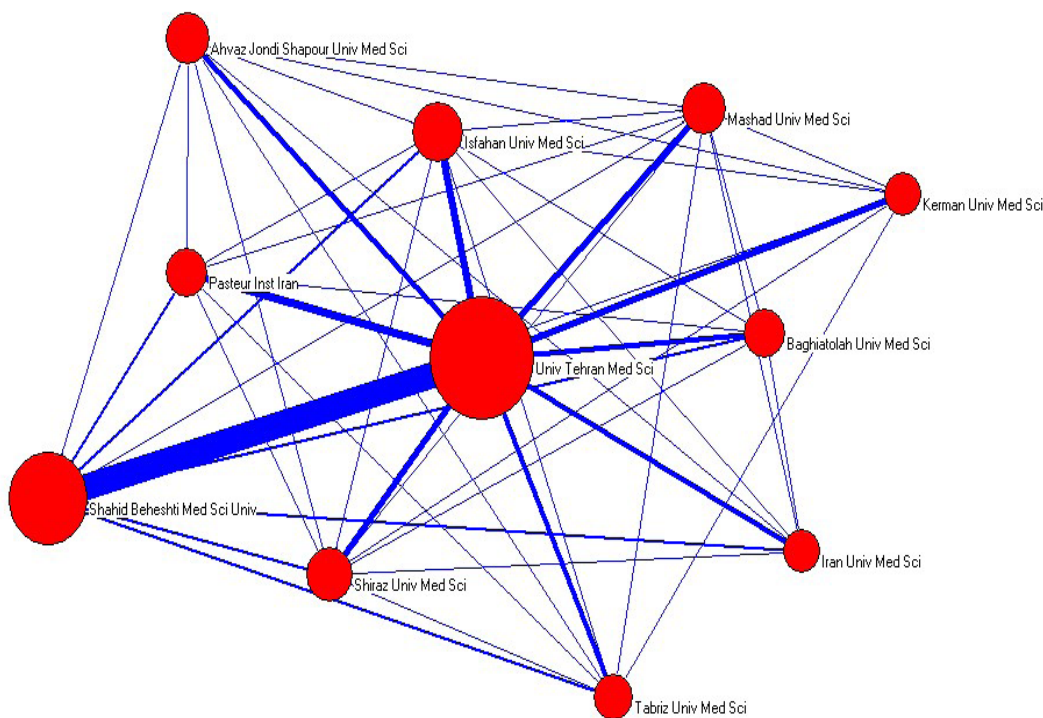 Ahvaz Jondi Shapour Univ Med Sci
Mashad Univ Med Sci
Isfahan Univ Med Sci
Kerman Univ Med Sci
Pasteur Inst Iran
Baghiatolah Univ Med Sci
Univ Tehran Med Sci
Shahid Beheshti Med Sci Univ
Iran Univ Med Sci
Shiraz Univ Med Sci
Tabriz Univ Med Sci